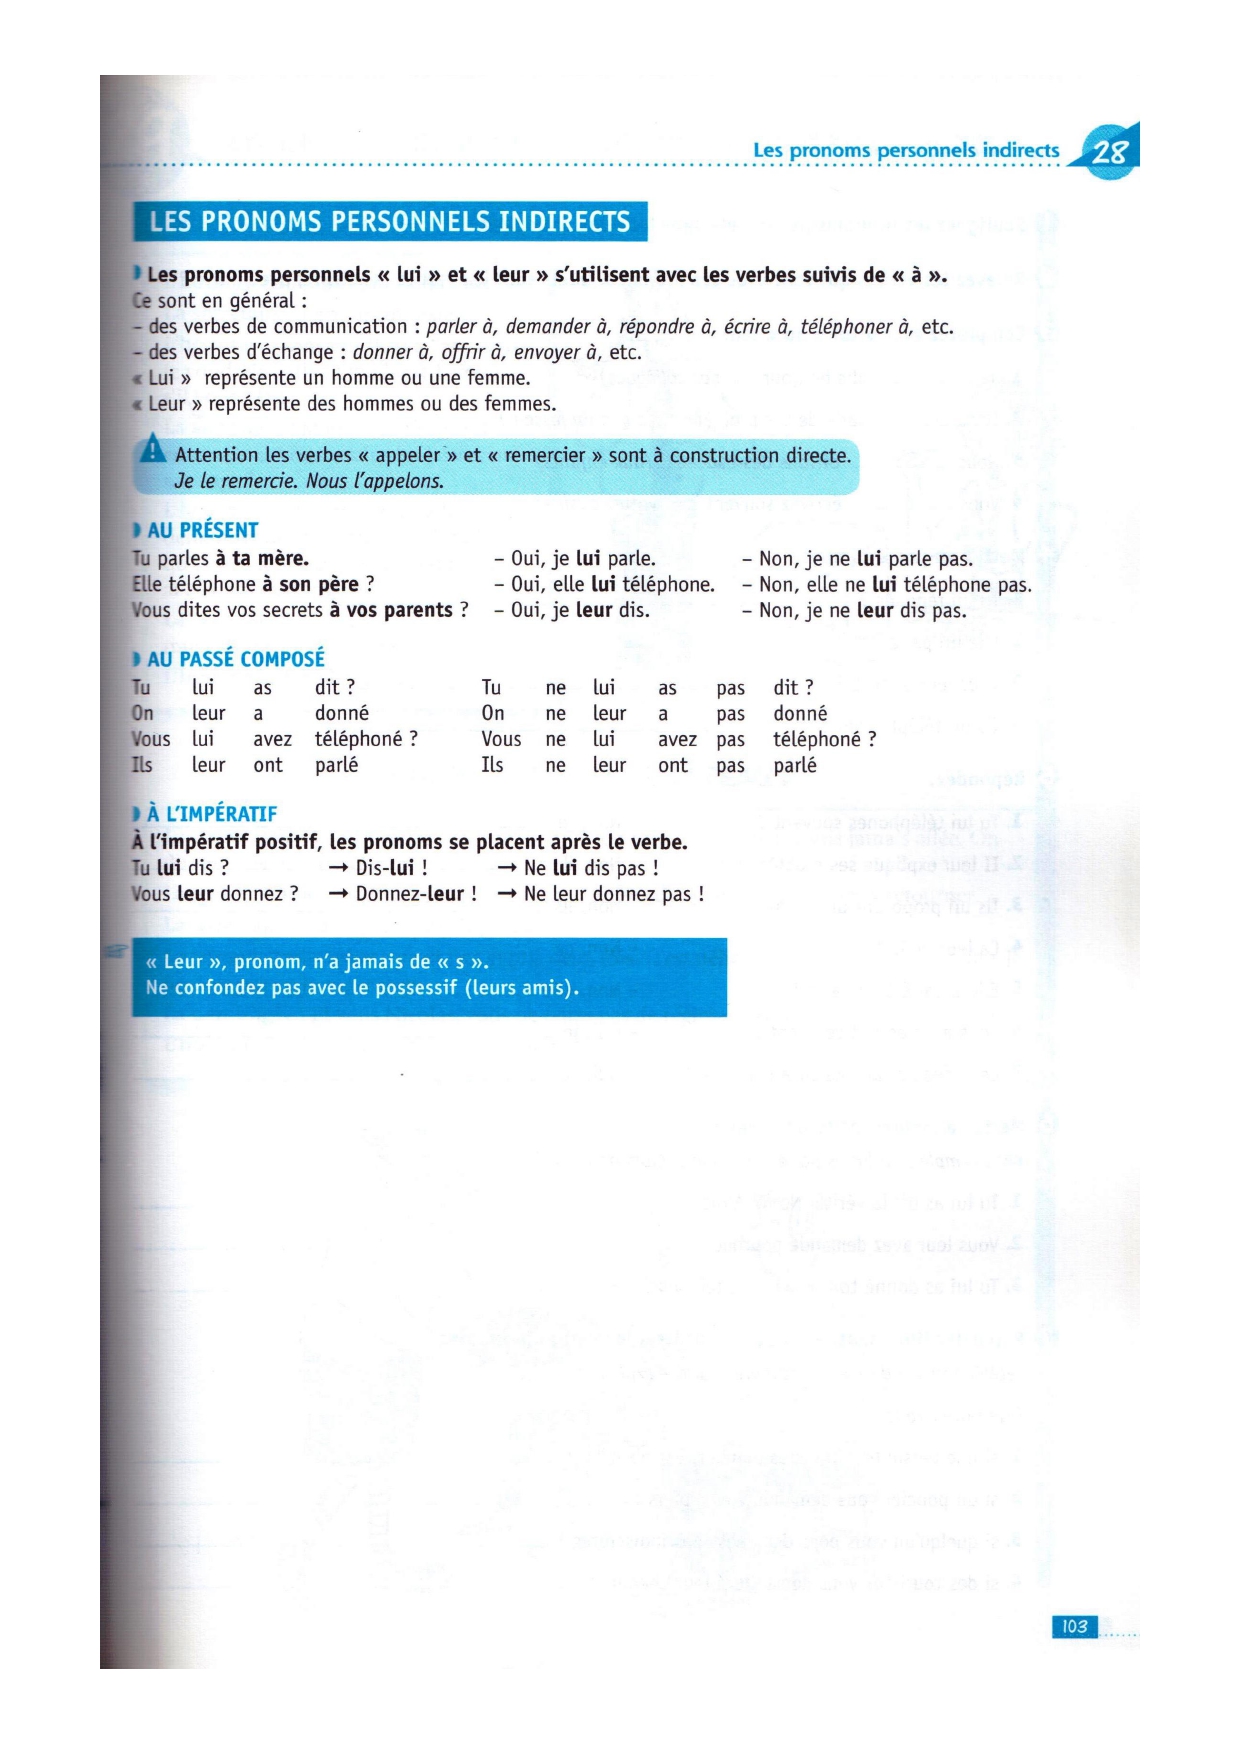 Les pronoms personnels indirects 28
LES PRONOMS PERSONNELS INDIRECTS
Les pronoms personnels « lui » et « leur » s'utilisent avec les verbes suivis de « à ».
Ce sont en général :
– des verbes de communication : parler à, demander à, répondre à, écrire à, téléphoner à, etc.
– des verbes d'échange : donner à, offrir à, envoyer à, etc.
« Lui » représente un homme ou une femme.
« Leur » représente des hommes ou des femmes.
Attention les verbes « appeler » et « remercier » sont à construction directe.
Je le remercie. Nous l'appelons.
AU PRÉSENT
Tu parles à ta mère. – Oui, je lui parle. – Non, je ne lui parle pas.
Elle téléphone à son père ? – Oui, elle lui téléphone. – Non, elle ne lui téléphone pas.
Vous dites vos secrets à vos parents ? – Oui, je leur dis. – Non, je ne leur dis pas.
AU PASSÉ COMPOSÉ
Tu lui as dit ? Tu ne lui as pas dit ?
On leur a donné On ne leur a pas donné
Vous lui avez téléphoné ? Vous ne lui avez pas téléphoné ?
Ils leur ont parlé Ils ne leur ont pas parlé
À L'IMPÉRATIF
À l'impératif positif, les pronoms se placent après le verbe.
Tu lui dis ? → Dis-lui ! → Ne lui dis pas !
Vous leur donnez ? → Donnez-leur ! → Ne leur donnez pas !
« Leur », pronom, n'a jamais de « s ».
Ne confondez pas avec le possessif (leurs amis).
103